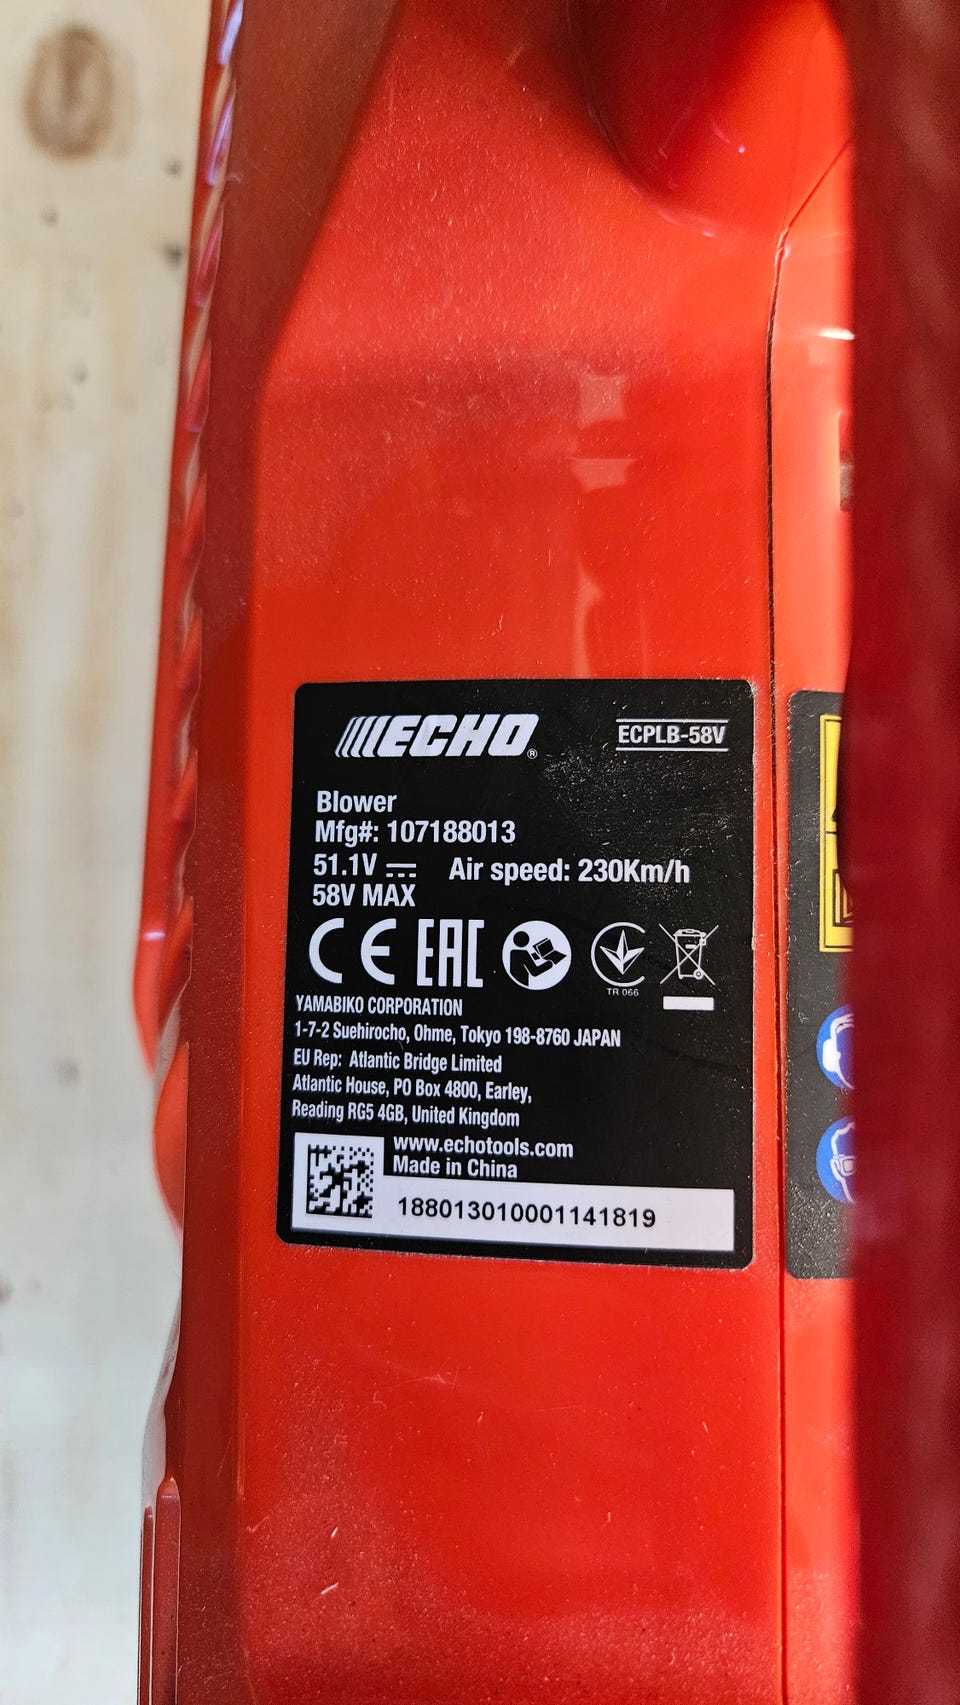 ECHO®
ECPLB-58V
Blower
Mfg#: 107188013
51.1V Air speed: 230Km/h
58V MAX
CE EAC
TR 066
YAMABIKO CORPORATION
1-7-2 Suehirocho, Ohme, Tokyo 198-8760 JAPAN
EU Rep: Atlantic Bridge Limited
Atlantic House, PO Box 4800, Earley,
Reading RG5 4GB, United Kingdom
www.echotools.com
Made in China
188013010001141819